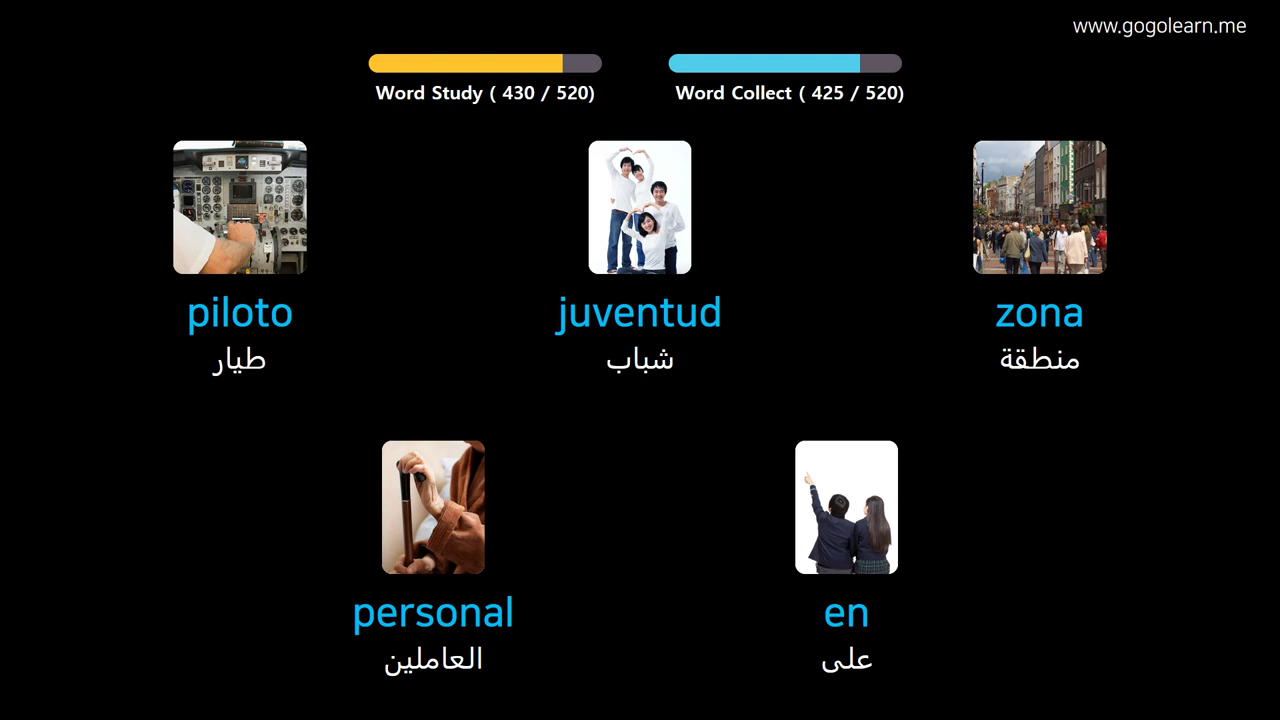 www.gogolearn.me
Word Study ( 430 / 520)
Word Collect ( 425 / 520)
piloto
طيار
juventud
شباب
zona
منطقة
personal
العاملين
en
على